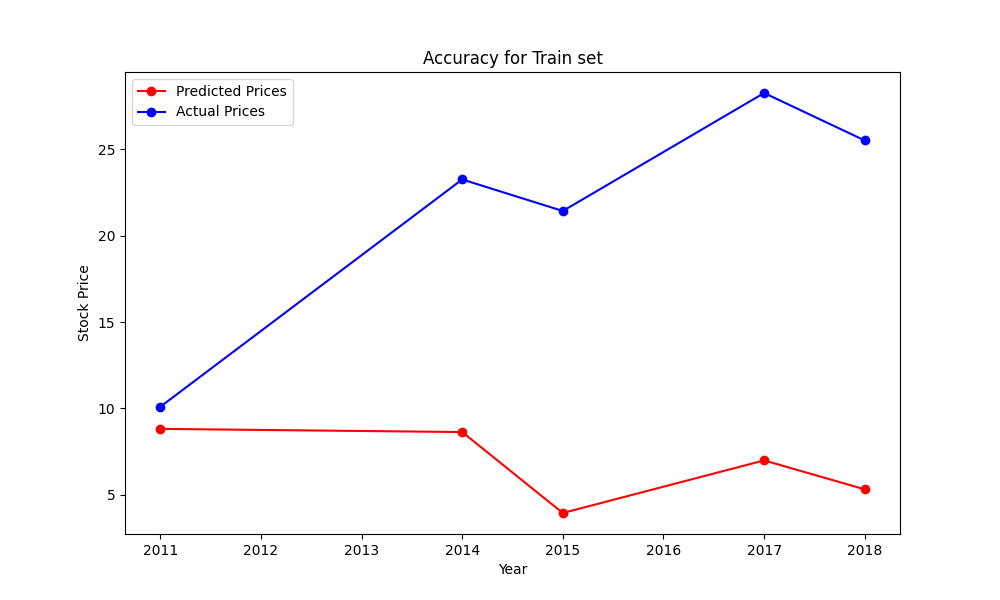 Accuracy for Train set
Predicted Prices
Actual Prices
25
20
15
10
5
Stock Price
2011 2012 2013 2014 2015 2016 2017 2018
Year